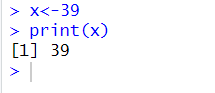 > x<-39
> print(x)
[1] 39
>